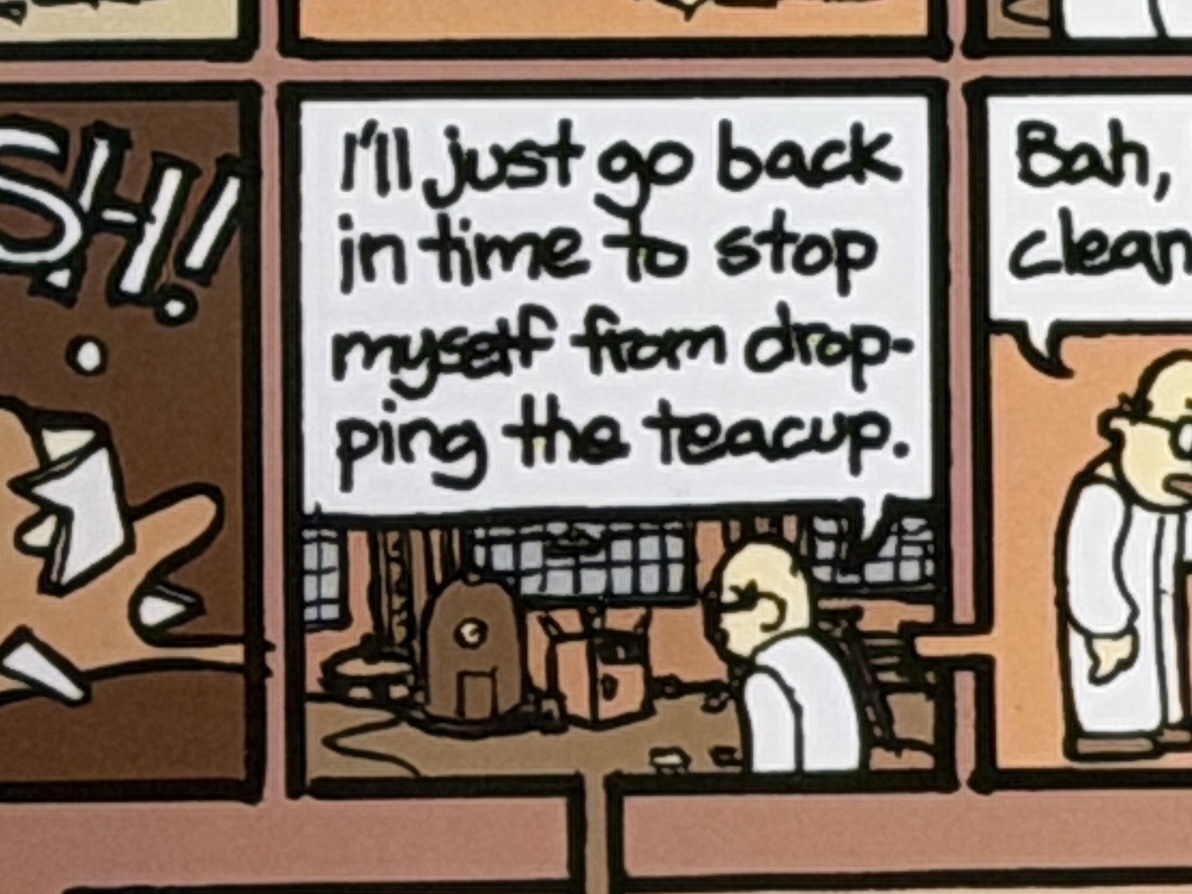 SH!
I'll just go back
in time to stop
myself from drop-
ping the teacup.
Bah,
clean